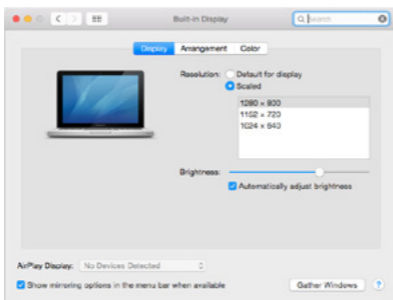 Built-in Display
Search
Display Arrangement Color
Resolution: Default for display
Scaled
1280 × 800
1152 × 720
1024 × 640
Brightness:
Automatically adjust brightness
AirPlay Display: No Devices Detected
Show mirroring options in the menu bar when available
Gather Windows ?